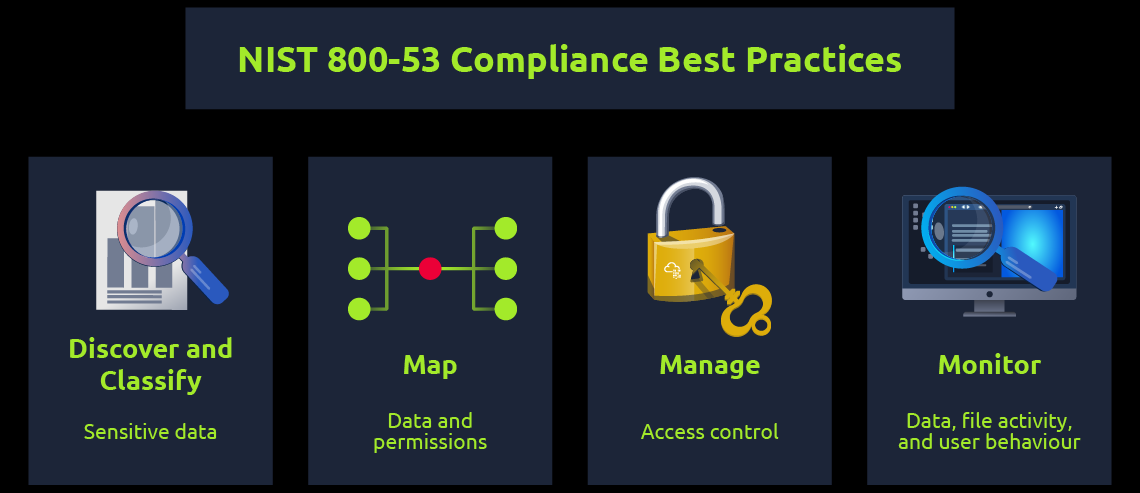 NIST 800-53 Compliance Best Practices
Discover and
Classify
Sensitive data
Map
Data and
permissions
Manage
Access control
Monitor
Data, file activity,
and user behaviour